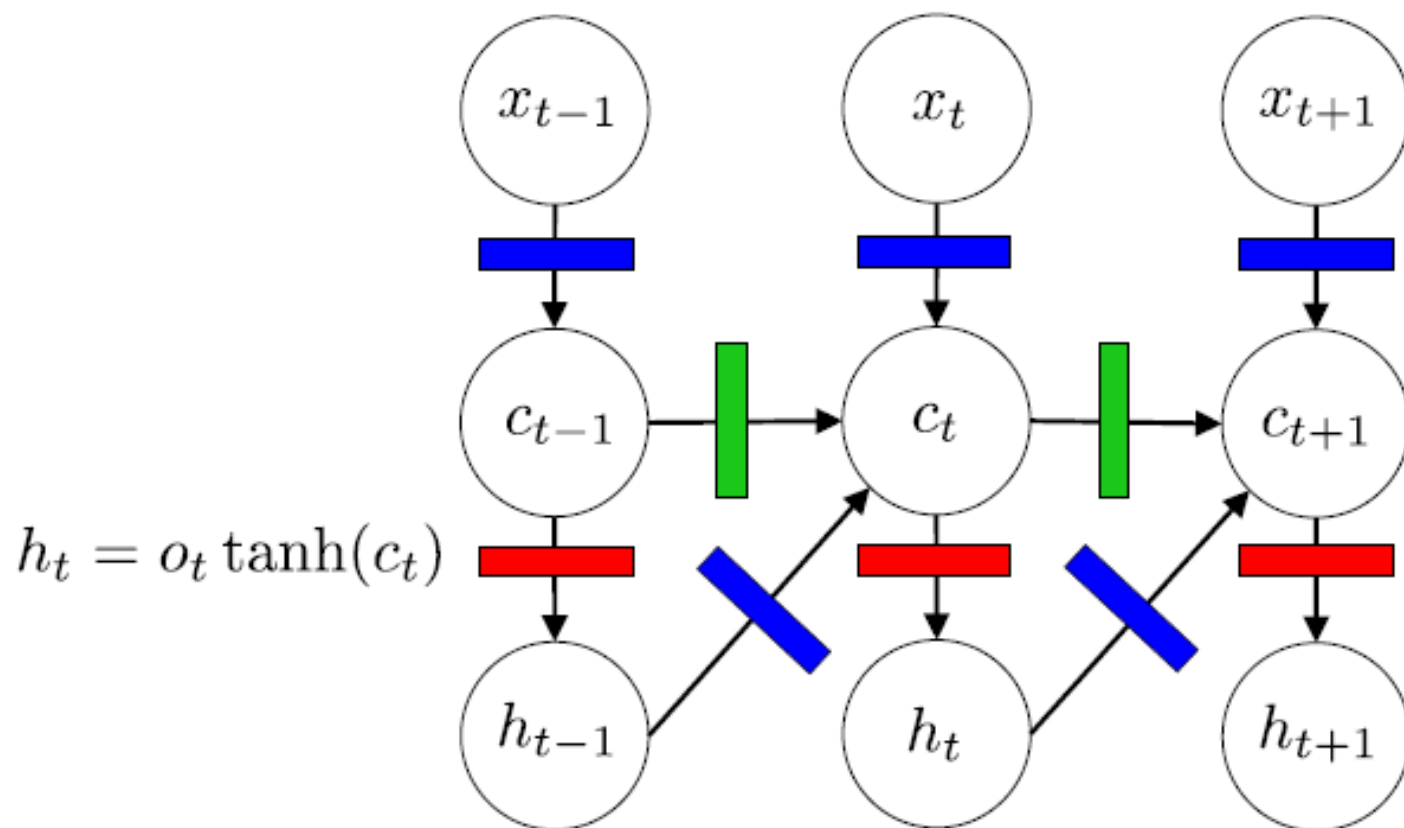 x_{t-1} x_t x_{t+1}
c_{t-1} c_t c_{t+1}
h_t = o_t tanh(c_t)
h_{t-1} h_t h_{t+1}